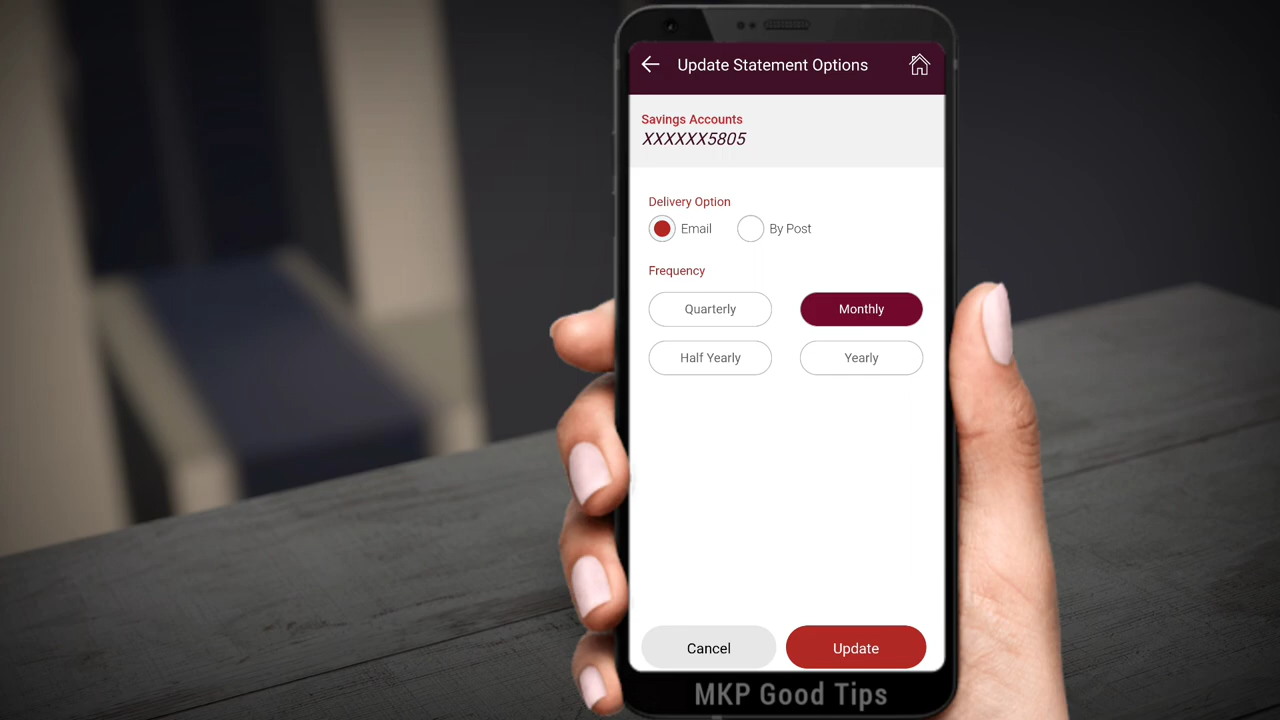 Update Statement Options
Savings Accounts
XXXXXX5805
Delivery Option
Email By Post
Frequency
Quarterly Monthly
Half Yearly Yearly
Cancel Update
MKP Good Tips